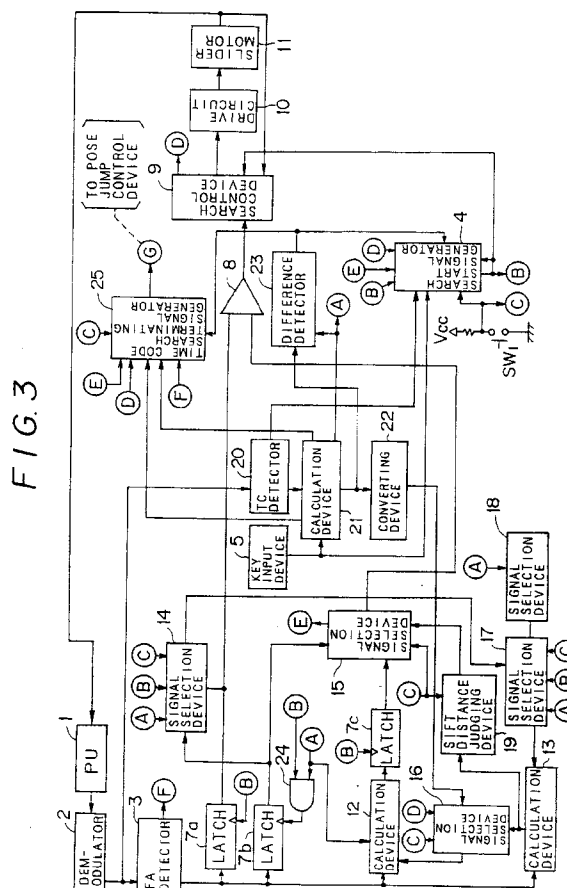 FIG. 3
1
PU
2
DEM-
MODULATOR
3
FA
DETECTOR
F
14
A
B
C
SIGNAL
SELECTION
DEVICE
7a
LATCH
B
7b
LATCH
24
B
A
5
KEY
INPUT
DEVICE
20
TC
DETECTOR
CALCULATION
DEVICE
21
22
CONVERTING
DEVICE
25
C
E
D
F
TIME CODE
SEARCH
TERMINATING
SIGNAL
GENERATOR
G
TO POSE
JUMP
CONTROL
DEVICE
8
9
SEARCH
CONTROL
DEVICE
D
10
DRIVE
CIRCUIT
11
SLIDER
MOTOR
23
DIFFERENCE
DETECTOR
A
4
B
E
D
SEARCH
START
SIGNAL
GENERATOR
B
C
Vcc
SW1
15
E
SIGNAL
SELECTION
DEVICE
7c
B
LATCH
12
CALCULATION
DEVICE
C
16
C
D
SIGNAL
SELECTION
DEVICE
SIFT
DISTANCE
JUDGING
DEVICE
19
13
CALCULATION
DEVICE
17
SIGNAL
SELECTION
DEVICE
A
B
C
18
A
SIGNAL
SELECTION
DEVICE